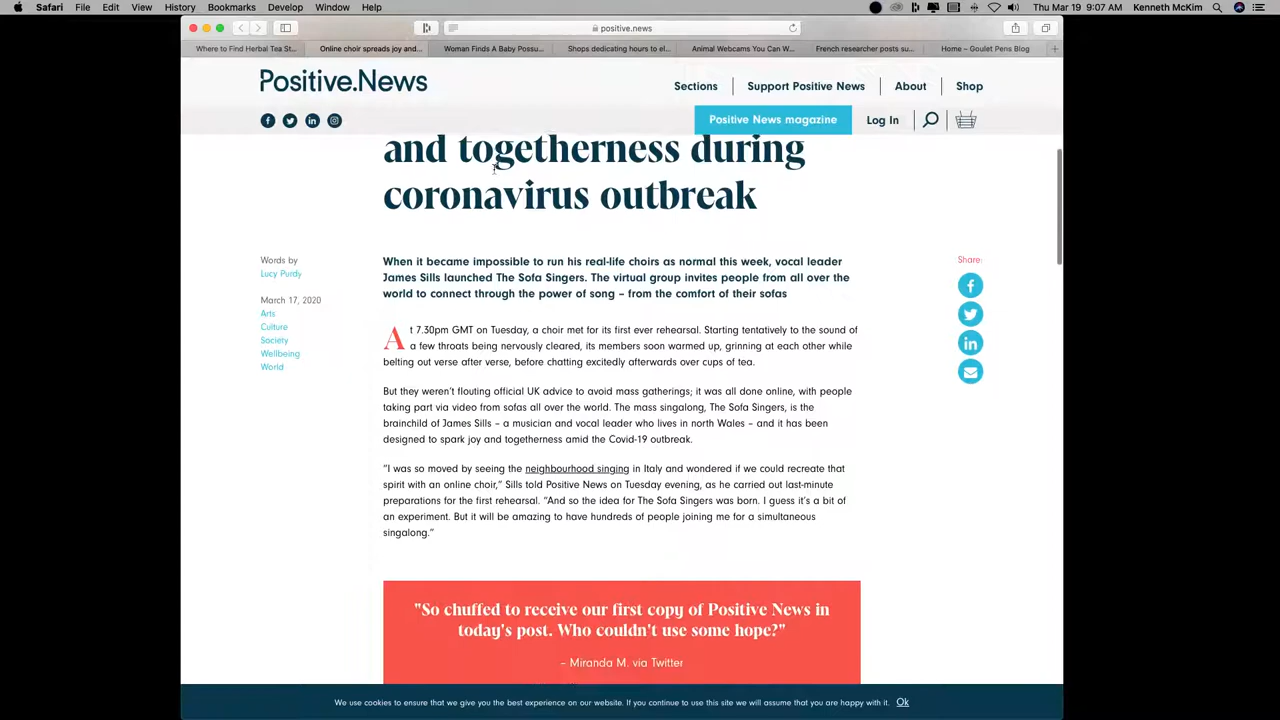 Safari File Edit View History Bookmarks Develop Window Help Thu Mar 19 9:07 AM Kenneth McKim
positive.news
Where to Find Herbal Tea St... Online choir spreads joy and... Woman Finds A Baby Possu... Shops dedicating hours to el... Animal Webcams You Can W... French researcher posts su... Home – Goulet Pens Blog
Positive.News
Sections Support Positive News About Shop
Positive News magazine Log In
and togetherness during
coronavirus outbreak
Words by
Lucy Purdy
March 17, 2020
Arts
Culture
Society
Wellbeing
World
When it became impossible to run his real-life choirs as normal this week, vocal leader
James Sills launched The Sofa Singers. The virtual group invites people from all over the
world to connect through the power of song – from the comfort of their sofas
At 7.30pm GMT on Tuesday, a choir met for its first ever rehearsal. Starting tentatively to the sound of
a few throats being nervously cleared, its members soon warmed up, grinning at each other while
belting out verse after verse, before chatting excitedly afterwards over cups of tea.
But they weren't flouting official UK advice to avoid mass gatherings; it was all done online, with people
taking part via video from sofas all over the world. The mass singalong, The Sofa Singers, is the
brainchild of James Sills – a musician and vocal leader who lives in north Wales – and it has been
designed to spark joy and togetherness amid the Covid-19 outbreak.
"I was so moved by seeing the neighbourhood singing in Italy and wondered if we could recreate that
spirit with an online choir," Sills told Positive News on Tuesday evening, as he carried out last-minute
preparations for the first rehearsal. "And so the idea for The Sofa Singers was born. I guess it's a bit of
an experiment. But it will be amazing to have hundreds of people joining me for a simultaneous
singalong."
Share:
"So chuffed to receive our first copy of Positive News in
today's post. Who couldn't use some hope?"
– Miranda M. via Twitter
We use cookies to ensure that we give you the best experience on our website. If you continue to use this site we will assume that you are happy with it. Ok